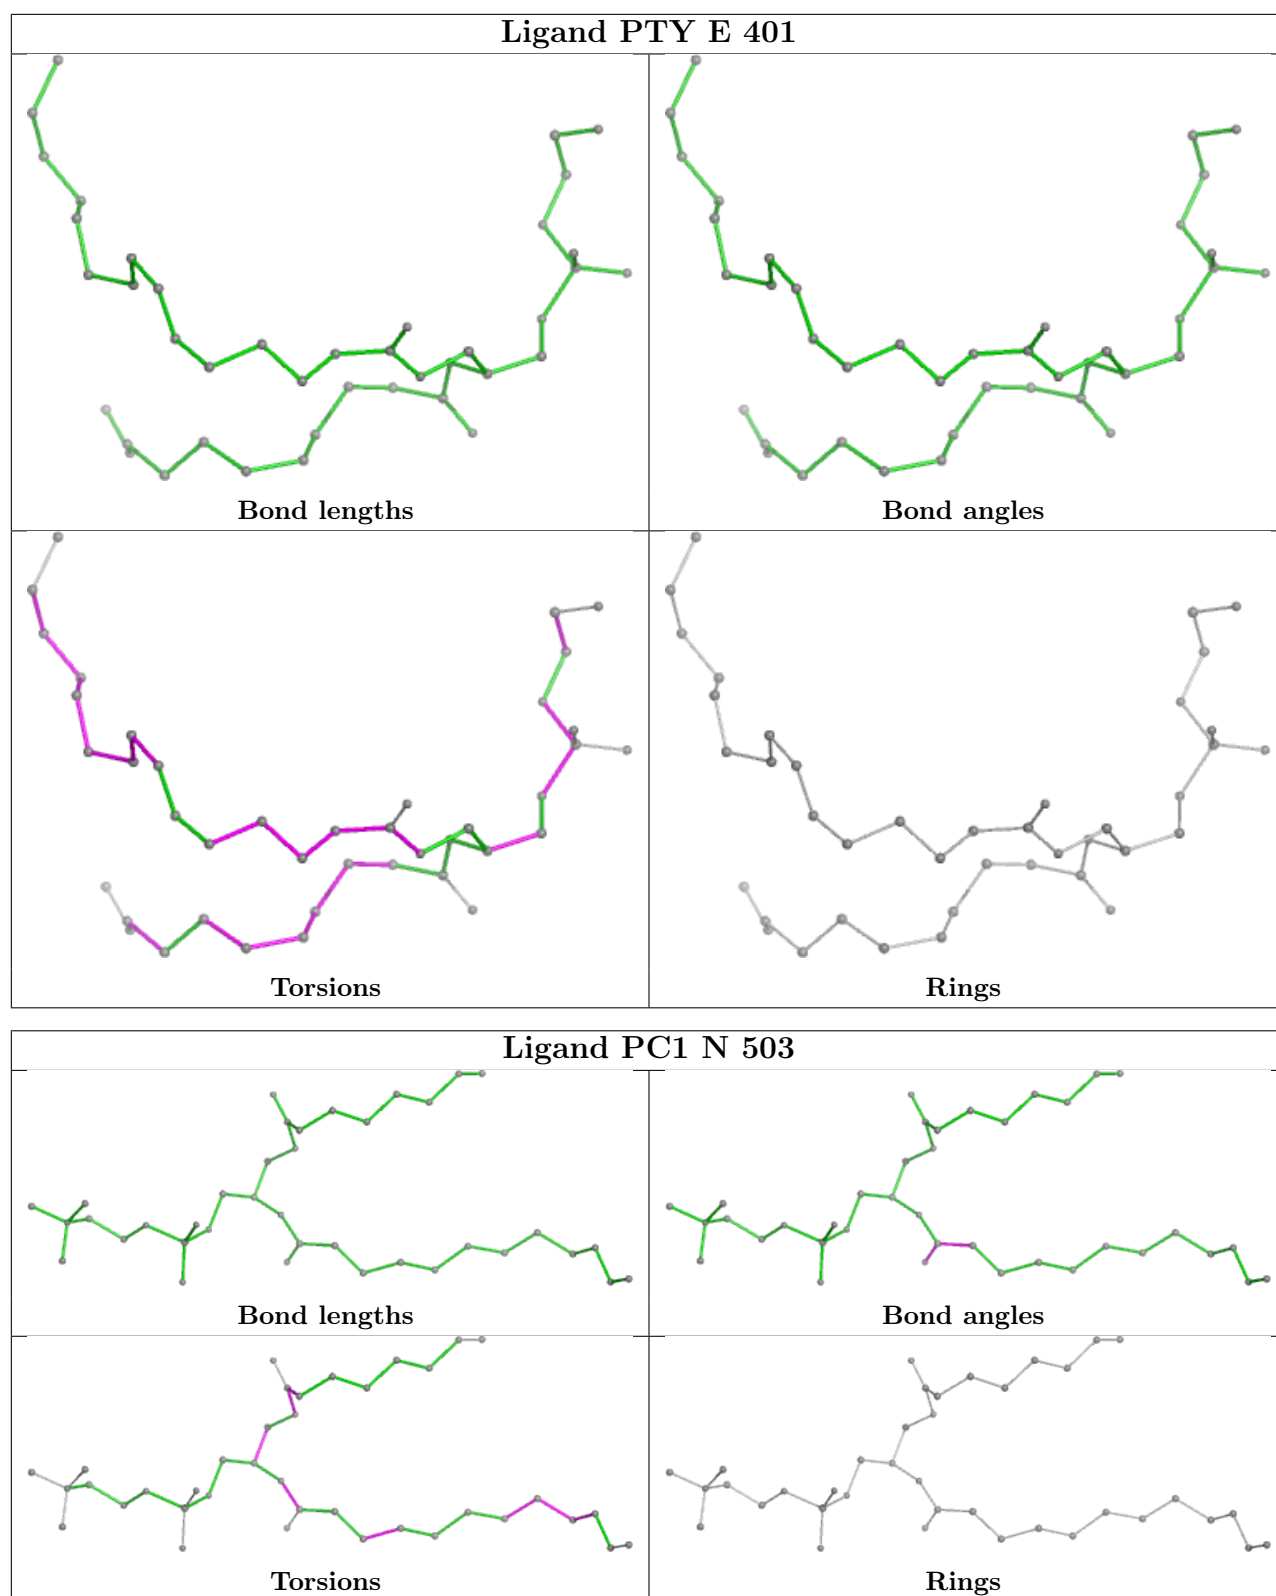 Ligand PTY E 401
Bond lengths
Bond angles
Torsions
Rings
Ligand PC1 N 503
Bond lengths
Bond angles
Torsions
Rings